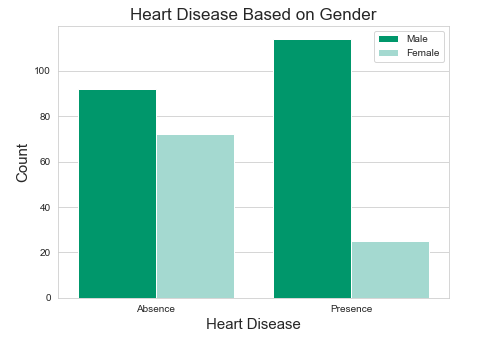 Heart Disease Based on Gender
Male
Female
Count
100
80
60
40
20
0
Absence
Presence
Heart Disease